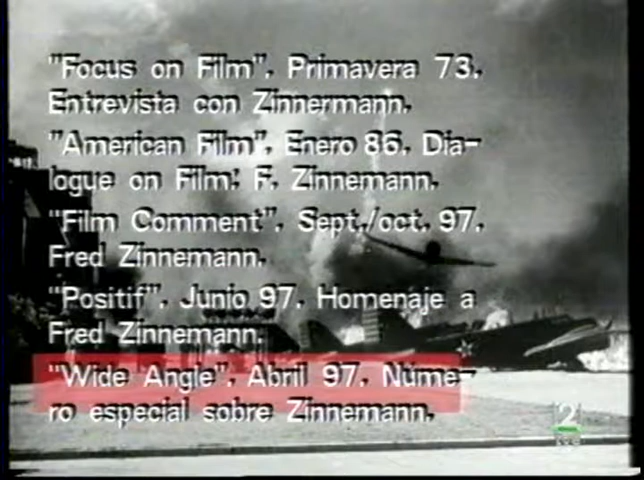 "Focus on Film". Primavera 73.
Entrevista con Zinnermann.
"American Film". Enero 86. Dia-
logue on Film: F. Zinnemann.
"Film Comment". Sept./oct. 97.
Fred Zinnemann.
"Positif". Junio 97. Homenaje a
Fred Zinnemann.
"Wide Angle". Abril 97. Núme-
ro especial sobre Zinnemann.
2